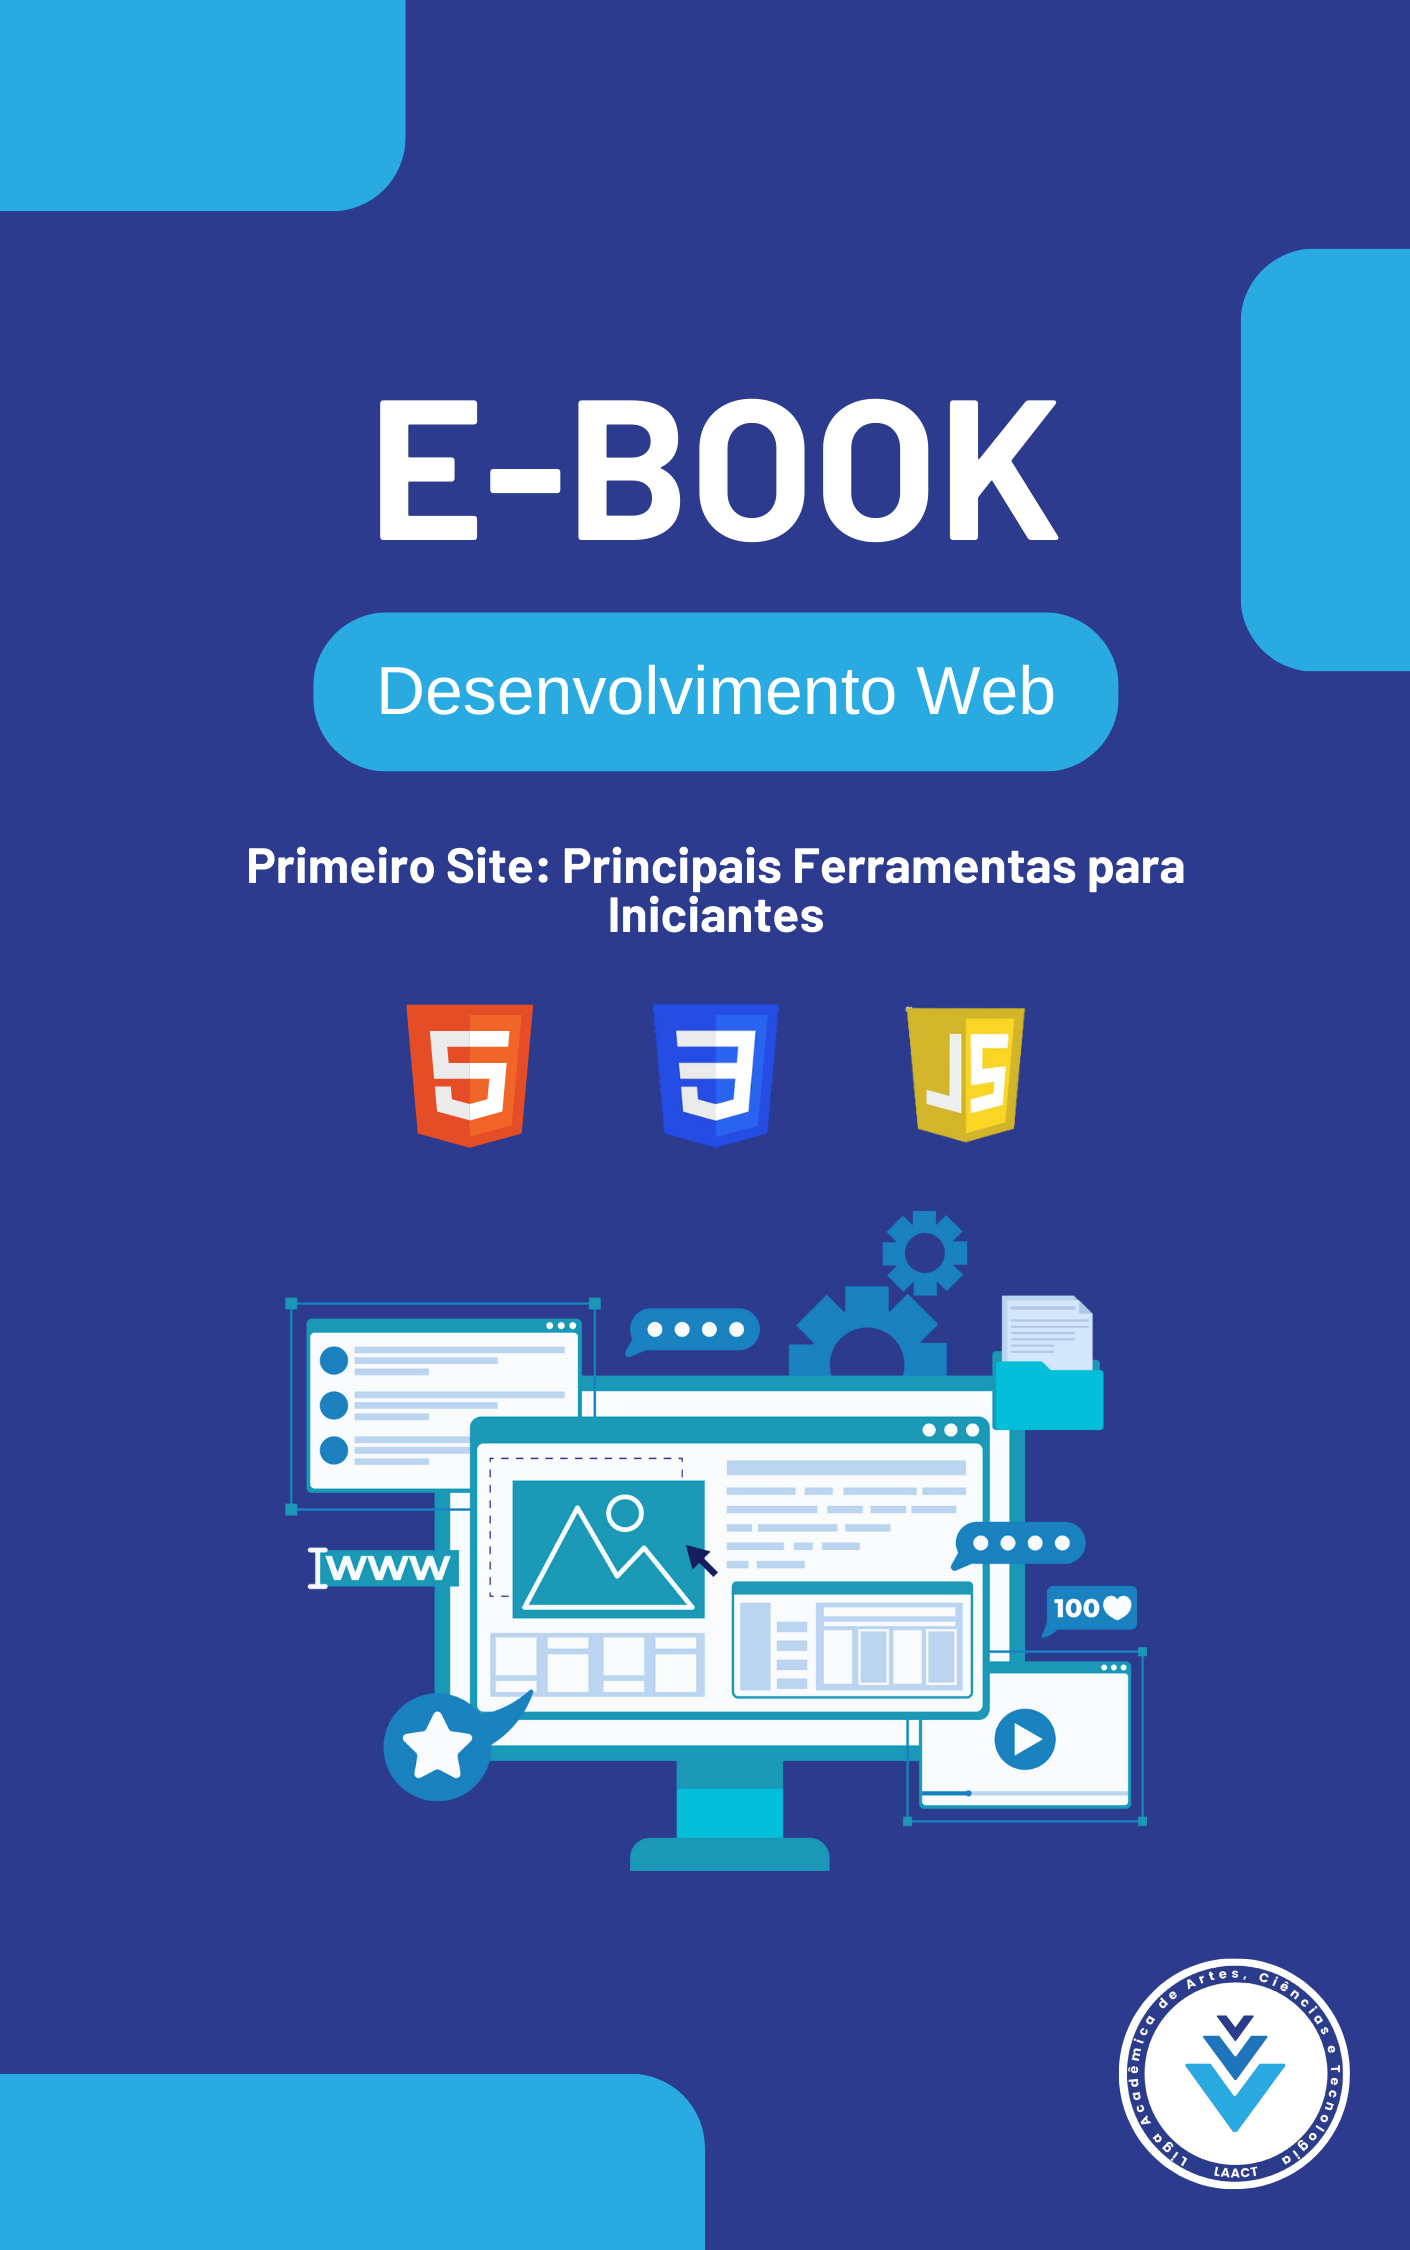 E-BOOK
Desenvolvimento Web
Primeiro Site: Principais Ferramentas para
Iniciantes
JS
WWW
100
Liga Acadêmica de Artes, Ciências e Tecnologia
LAACT